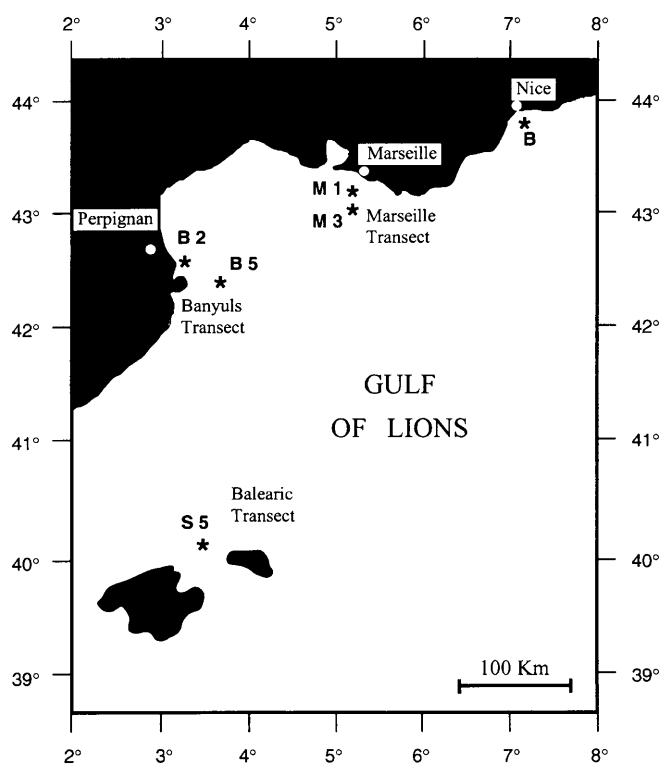 2° 3° 4° 5° 6° 7° 8°
44° 44°
Nice
B
Marseille
M 1
M 3
Marseille
Transect
43° 43°
Perpignan
B 2
B 5
Banyuls
Transect
42° 42°
GULF
OF LIONS
41° 41°
Balearic
Transect
S 5
40° 40°
39° 39°
100 Km
2° 3° 4° 5° 6° 7° 8°